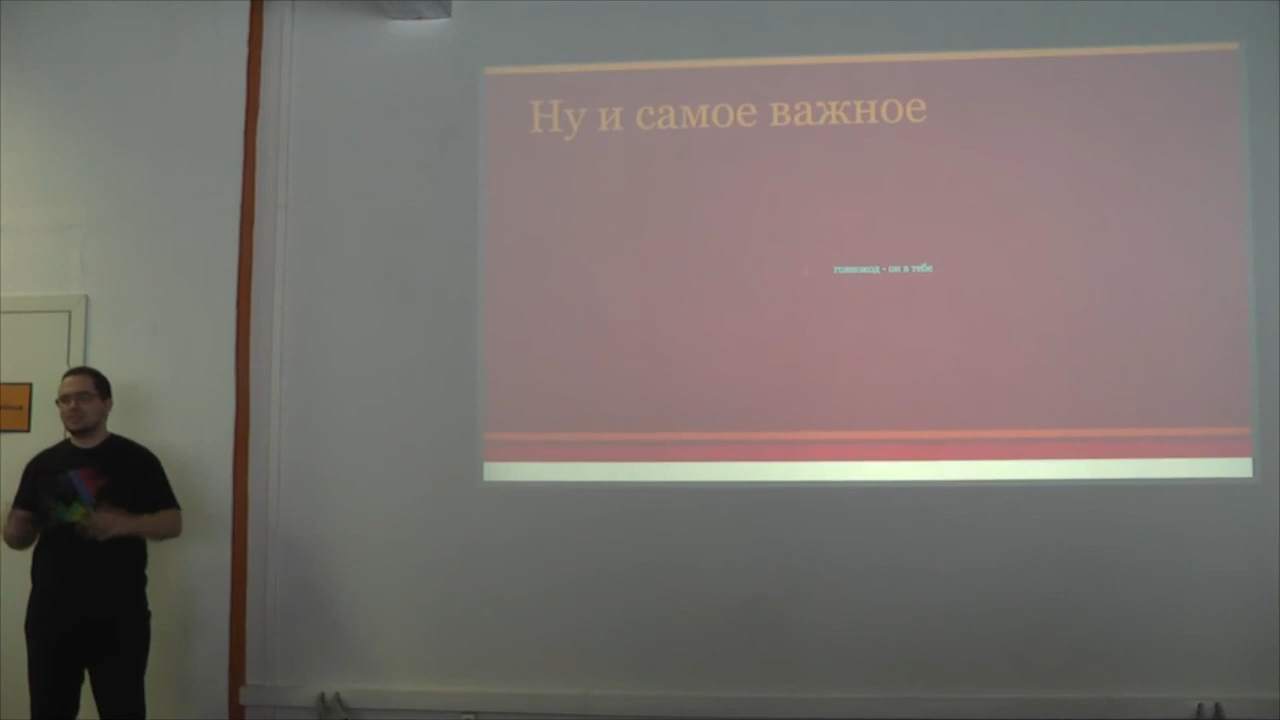 Ну и самое важное
говнокод - он в тебе